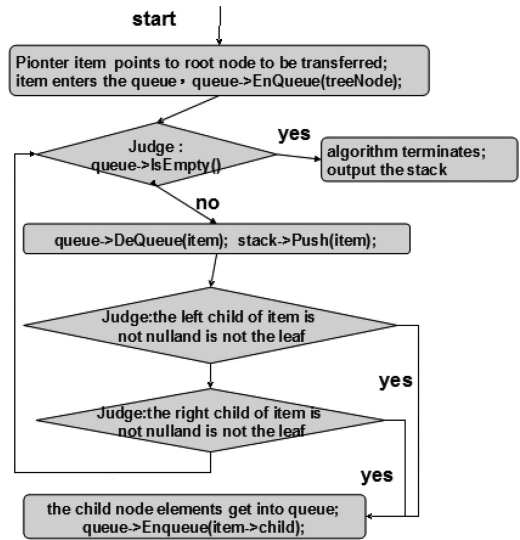 start
Pionter item points to root node to be transferred;
item enters the queue，queue->EnQueue(treeNode);
Judge :
queue->IsEmpty()
yes
algorithm terminates;
output the stack
no
queue->DeQueue(item); stack->Push(item);
Judge:the left child of item is
not nulland is not the leaf
yes
Judge:the right child of item is
not nulland is not the leaf
yes
the child node elements get into queue;
queue->Enqueue(item->child);